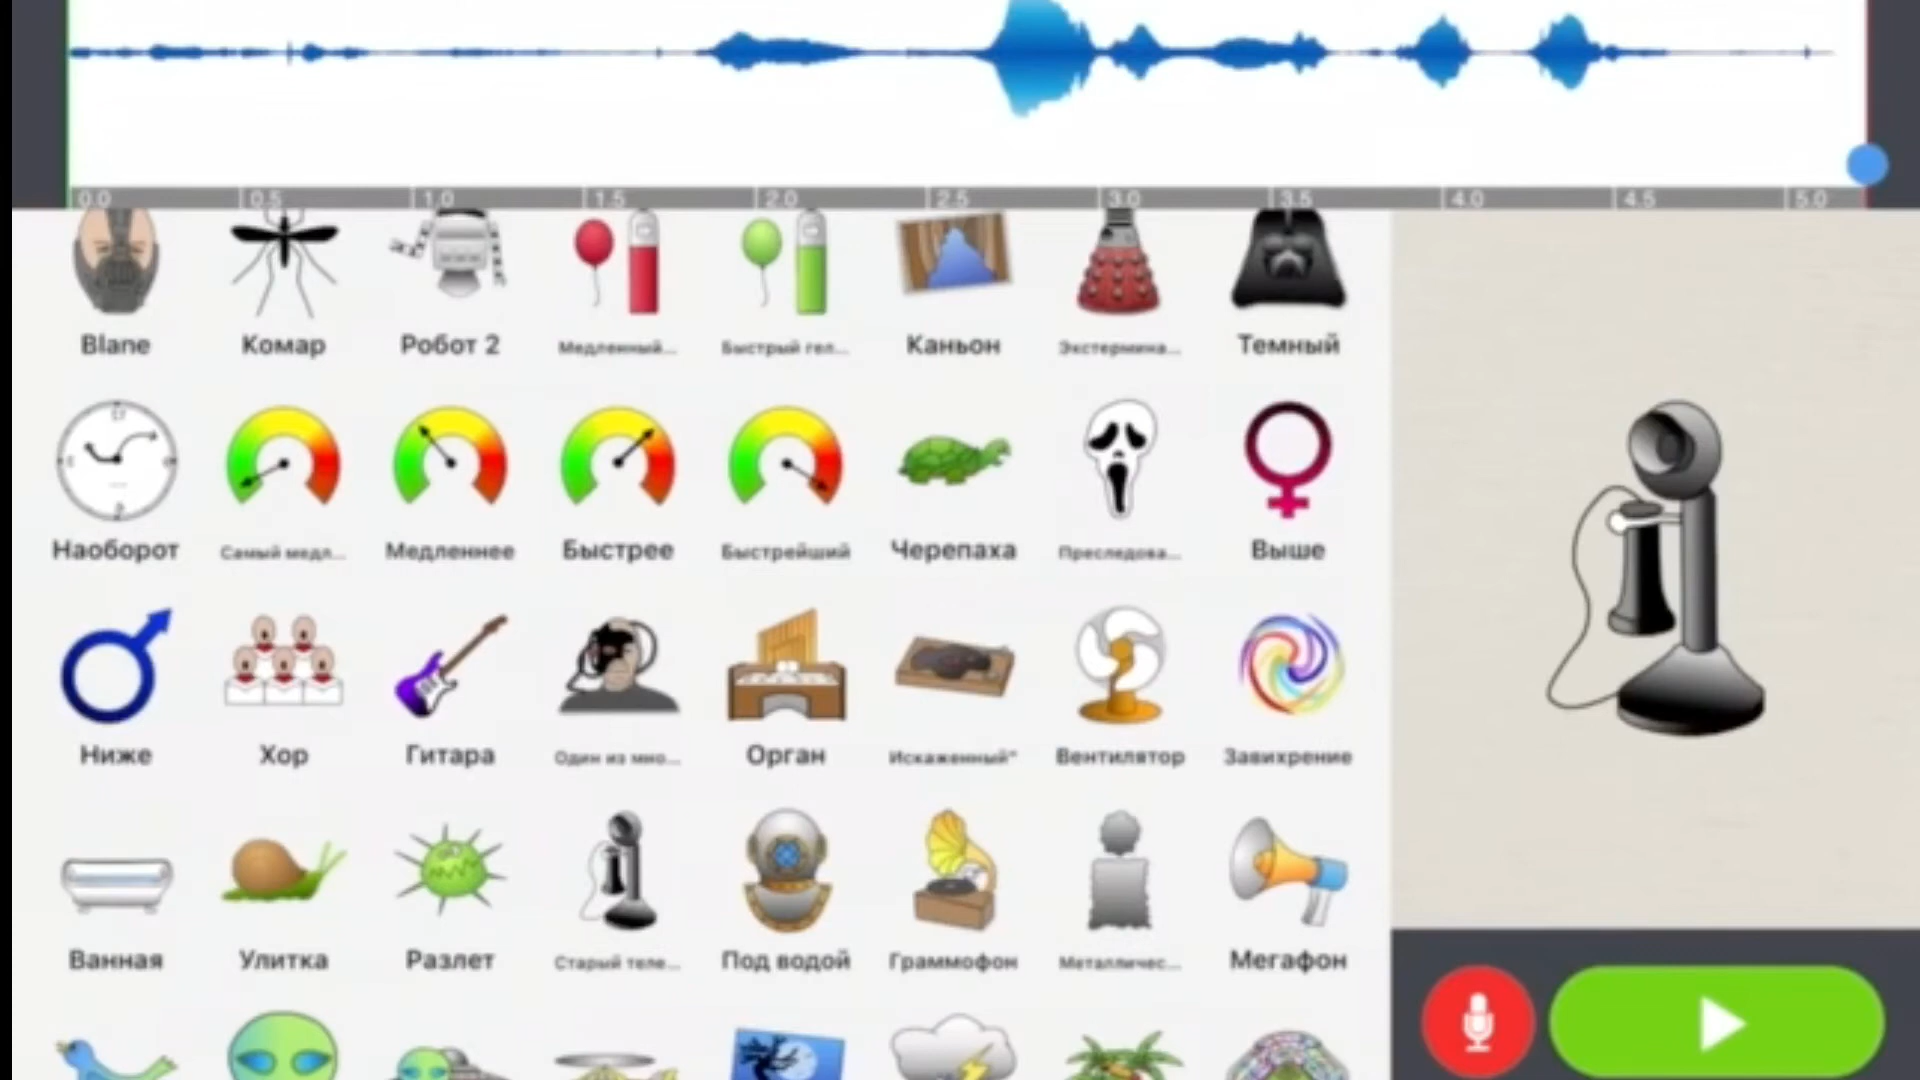 0.0 0.5 1.0 1.5 2.0 2.5 3.0 3.5 4.0 4.5 5.0
Blane Комар Робот 2 Медленный... Быстрый гел... Каньон Экстермина... Темный
Наоборот Самый медл... Медленнее Быстрее Быстрейший Черепаха Преследова... Выше
Ниже Хор Гитара Один из мно... Орган Искаженный" Вентилятор Завихрение
Ванная Улитка Разлет Старый теле... Под водой Граммофон Металличес... Мегафон